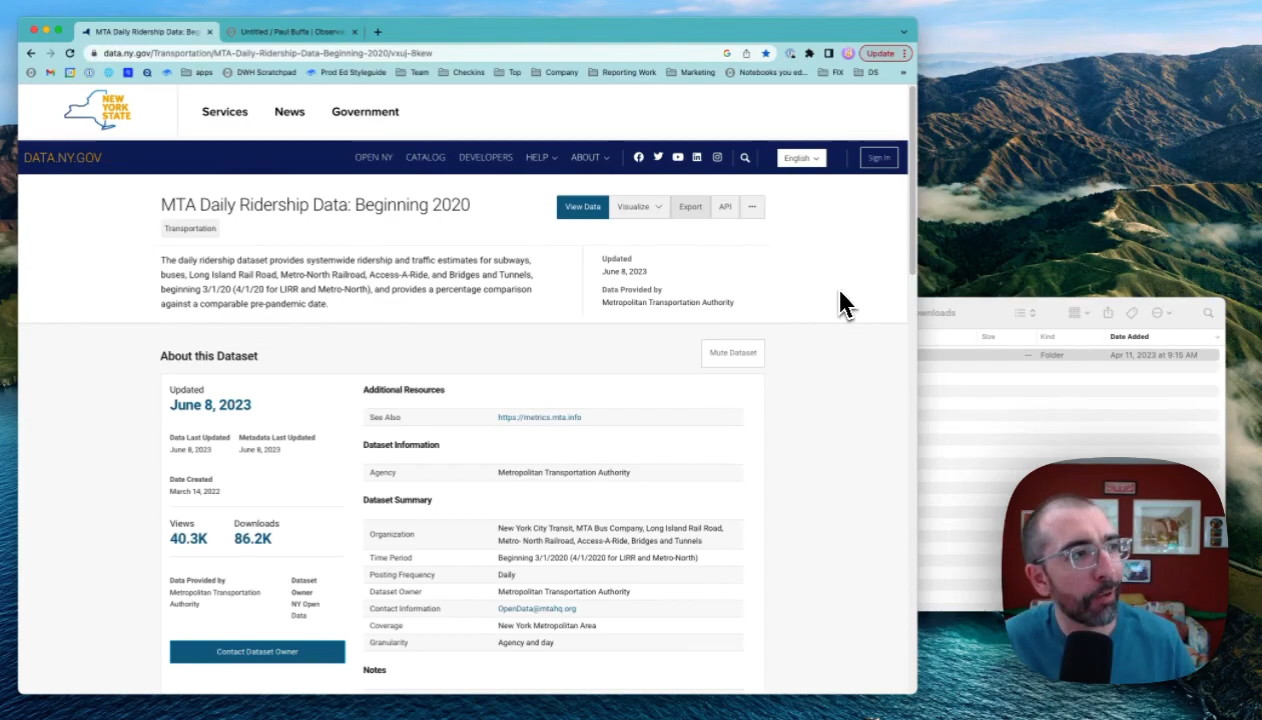 MTA Daily Ridership Data: Beg
Untitled / Paul Buffa | Observa
data.ny.gov/Transportation/MTA-Daily-Ridership-Data-Beginning-2020/vxuj-8kew
Update
apps
DWH Scratchpad
Prod Ed Styleguide
Team
Checkins
Top
Company
Reporting Work
Marketing
Notebooks you ed...
FIX
DS
NEW
YORK
STATE
Services
News
Government
DATA.NY.GOV
OPEN NY
CATALOG
DEVELOPERS
HELP
ABOUT
English
Sign In
MTA Daily Ridership Data: Beginning 2020
View Data
Visualize
Export
API
Transportation
The daily ridership dataset provides systemwide ridership and traffic estimates for subways,
buses, Long Island Rail Road, Metro-North Railroad, Access-A-Ride, and Bridges and Tunnels,
beginning 3/1/20 (4/1/20 for LIRR and Metro-North), and provides a percentage comparison
against a comparable pre-pandemic date.
Updated
June 8, 2023
Data Provided by
Metropolitan Transportation Authority
About this Dataset
Mute Dataset
Updated
June 8, 2023
Data Last Updated
Metadata Last Updated
June 8, 2023
June 8, 2023
Date Created
March 14, 2022
Views
Downloads
40.3K
86.2K
Data Provided by
Metropolitan Transportation
Authority
Dataset
Owner
NY Open
Data
Contact Dataset Owner
Additional Resources
See Also
https://metrics.mta.info
Dataset Information
Agency
Metropolitan Transportation Authority
Dataset Summary
Organization
New York City Transit, MTA Bus Company, Long Island Rail Road,
Metro- North Railroad, Access-A-Ride, Bridges and Tunnels
Time Period
Beginning 3/1/2020 (4/1/2020 for LIRR and Metro-North)
Posting Frequency
Daily
Dataset Owner
Metropolitan Transportation Authority
Contact Information
OpenData@mtahq.org
Coverage
New York Metropolitan Area
Granularity
Agency and day
Notes
wnloads
Size
Kind
Date Added
-- Folder
Apr 11, 2023 at 9:15 AM